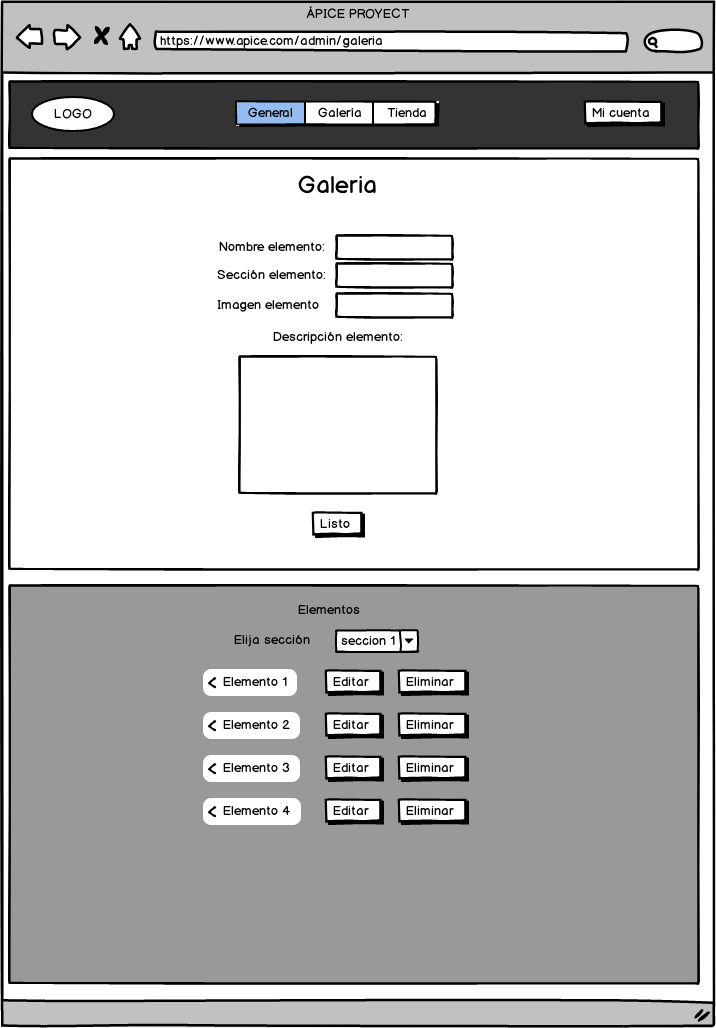 ÁPICE PROYECT
https://www.apice.com/admin/galeria
LOGO
General Galería Tienda
Mi cuenta
Galeria
Nombre elemento:
Sección elemento:
Imagen elemento
Descripción elemento:
Listo
Elementos
Elija sección seccion 1
Elemento 1 Editar Eliminar
Elemento 2 Editar Eliminar
Elemento 3 Editar Eliminar
Elemento 4 Editar Eliminar